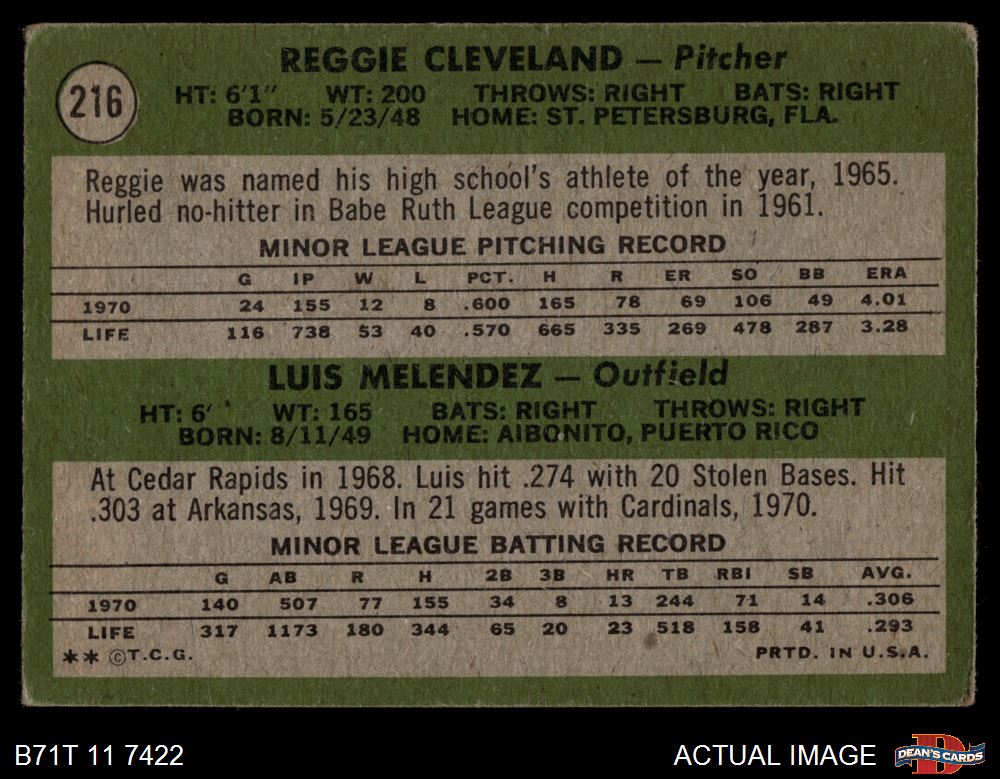 REGGIE CLEVELAND — Pitcher
216
HT: 6'1" WT: 200 THROWS: RIGHT BATS: RIGHT
BORN: 5/23/48 HOME: ST. PETERSBURG, FLA.
Reggie was named his high school's athlete of the year, 1965.
Hurled no-hitter in Babe Ruth League competition in 1961.
MINOR LEAGUE PITCHING RECORD
G IP W L PCT. H R ER SO BB ERA
1970 24 155 12 8 .600 165 78 69 106 49 4.01
LIFE 116 738 53 40 .570 665 335 269 478 287 3.28
LUIS MELENDEZ — Outfield
HT: 6' WT: 165 BATS: RIGHT THROWS: RIGHT
BORN: 8/11/49 HOME: AIBONITO, PUERTO RICO
At Cedar Rapids in 1968. Luis hit .274 with 20 Stolen Bases. Hit
.303 at Arkansas, 1969. In 21 games with Cardinals, 1970.
MINOR LEAGUE BATTING RECORD
G AB R H 2B 3B HR TB RBI SB AVG.
1970 140 507 77 155 34 8 13 244 71 14 .306
LIFE 317 1173 180 344 65 20 23 518 158 41 .293
** ©T.C.G. PRTD. IN U.S.A.
B71T 11 7422 ACTUAL IMAGE DEAN'S CARDS